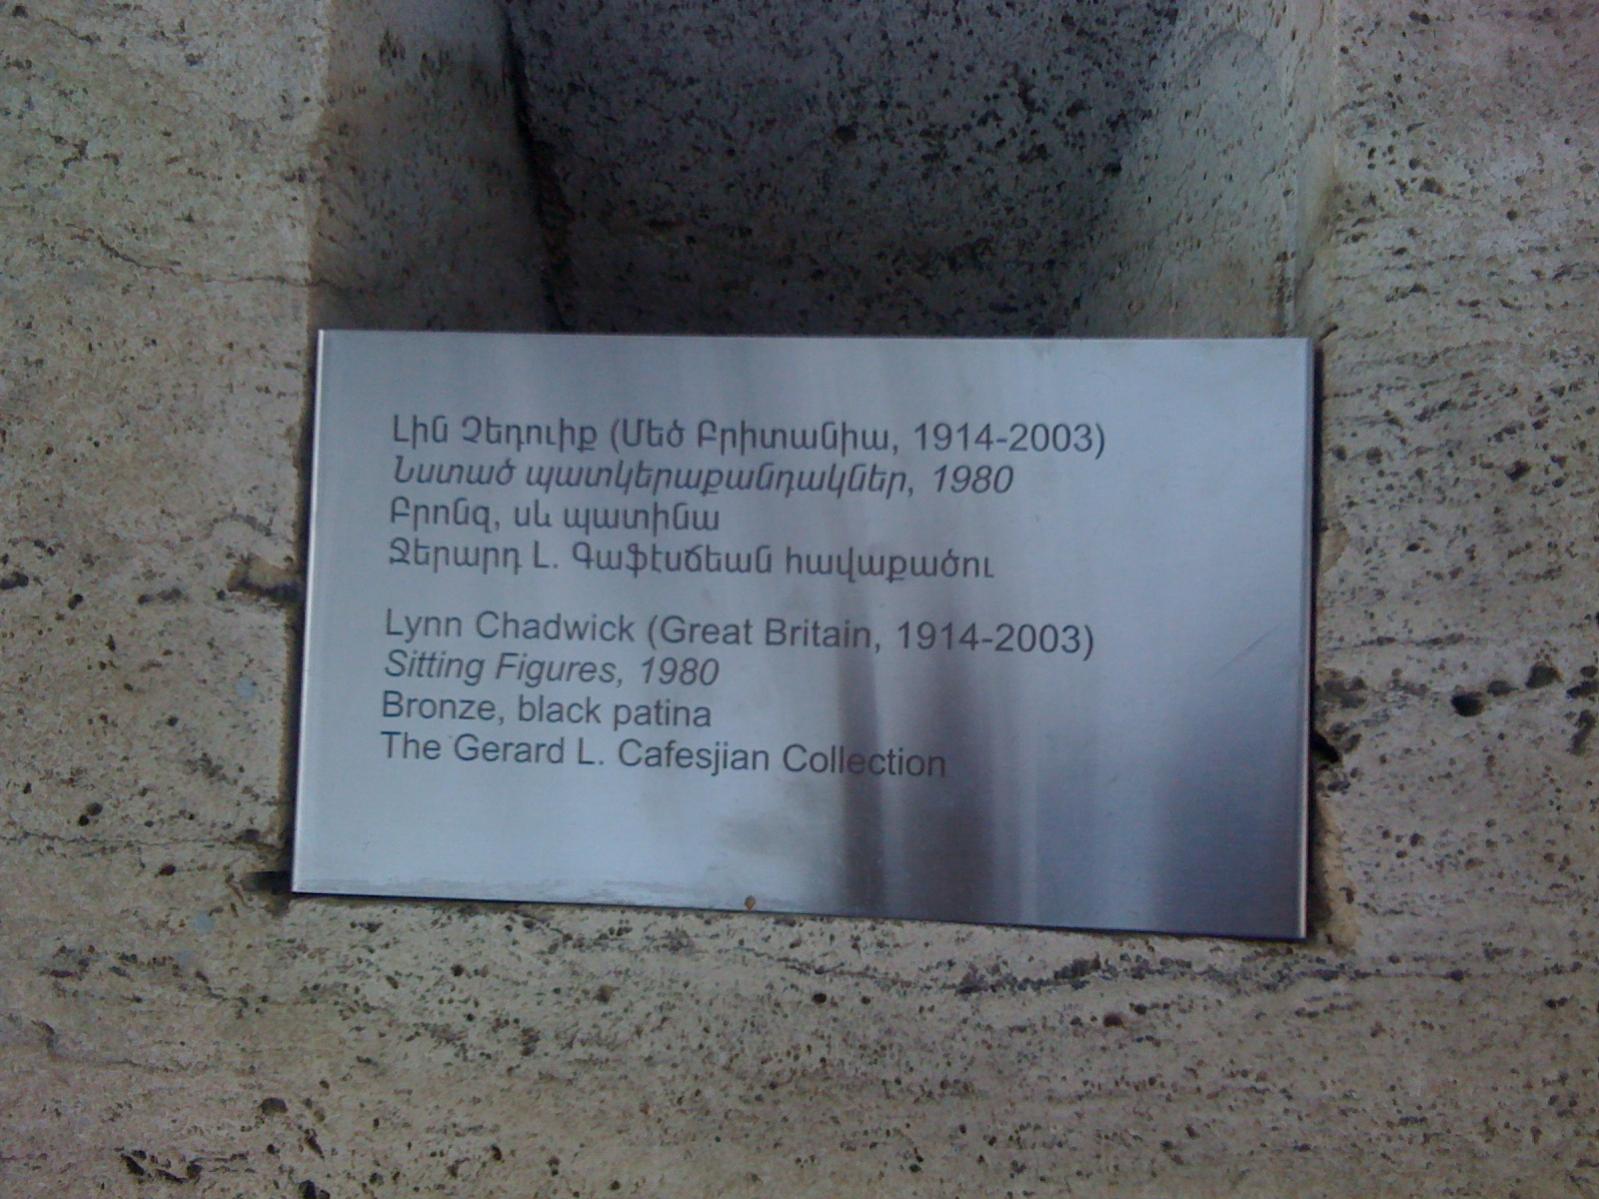 Լին Չեդուիք (Մեծ Բրիտանիա, 1914-2003)
Նստած պատկերաքանդակներ, 1980
Բրոնզ, սև պատինա
Ջերարդ Լ. Գաֆէսճեան հավաքածու
Lynn Chadwick (Great Britain, 1914-2003)
Sitting Figures, 1980
Bronze, black patina
The Gerard L. Cafesjian Collection